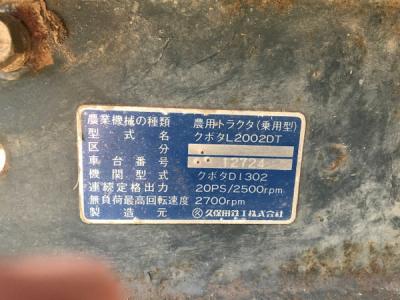 農業機械の種類 農用トラクタ(乗用型)
型式名 クボタL2002DT
区分
車台番号 12724
機関型式 クボタD1302
連続定格出力 20PS/2500rpm
無負荷最高回転速度 2700rpm
製造元 久保田鉄工株式会社